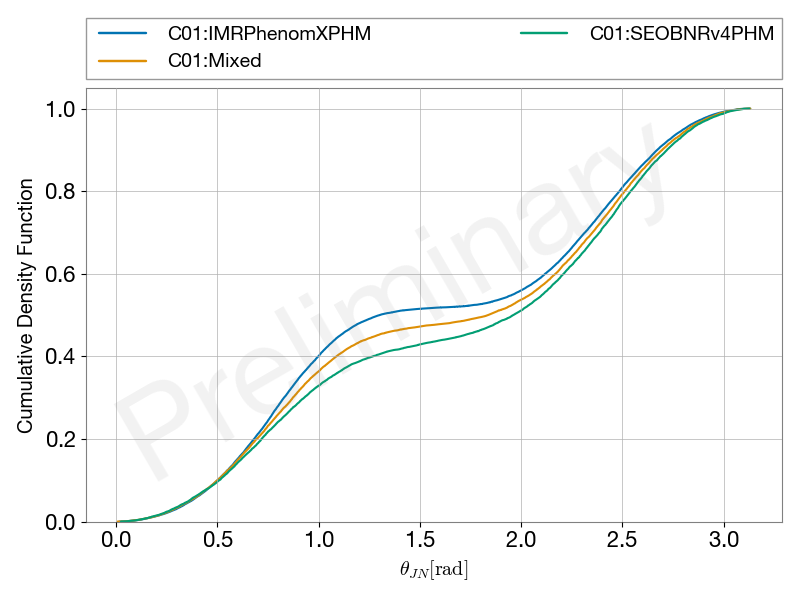 C01:IMRPhenomXPHM
C01:Mixed
C01:SEOBNRv4PHM
Cumulative Density Function
1.0
0.8
0.6
0.4
0.2
0.0
Preliminary
0.0 0.5 1.0 1.5 2.0 2.5 3.0
θ_JN[rad]